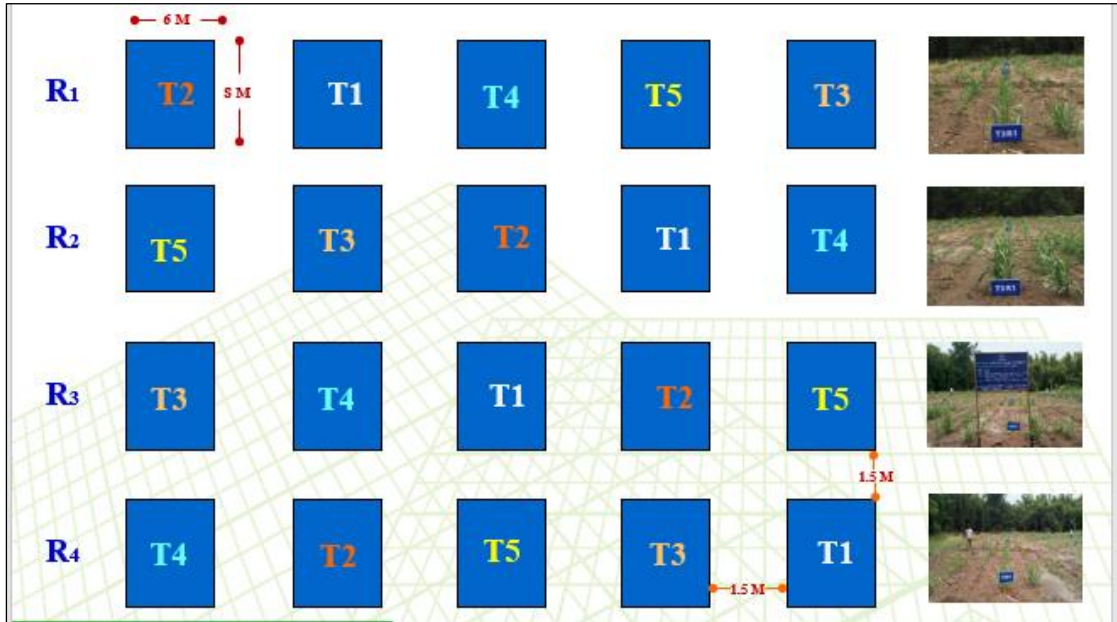 6 M
R1 T2 8 M T1 T4 T5 T3
T3R1
R2 T5 T3 T2 T1 T4
R3 T3 T4 T1 T2 T5
1.5 M
R4 T4 T2 T5 T3 T1
1.5 M